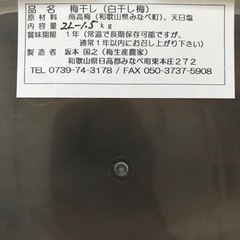 品名 梅干し（白干し梅）
原材料 南高梅（和歌山県みなべ町）、天日塩
内容量 2L-1.5kg
賞味期限 1年（常温で長期保存可能ですが、
1年以内にお召し上がり下さい）
製造者 坂本 国之（梅生産農家）
和歌山県日高郡みなべ町東本庄272
TEL 0739-74-3178 / FAX 050-3737-5908